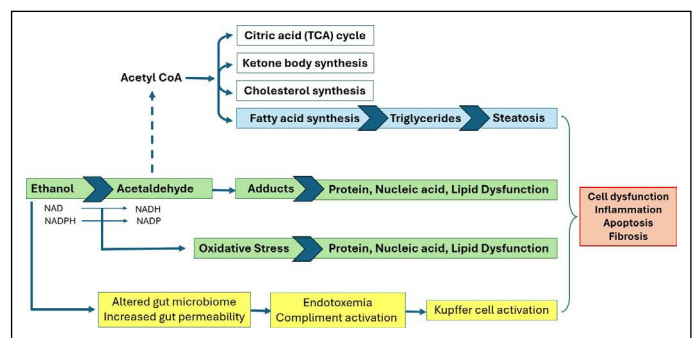 Citric acid (TCA) cycle
Ketone body synthesis
Acetyl CoA
Cholesterol synthesis
Fatty acid synthesis
Triglycerides
Steatosis
Ethanol
Acetaldehyde
Adducts
Protein, Nucleic acid, Lipid Dysfunction
NAD
NADH
NADPH
NADP
Oxidative Stress
Protein, Nucleic acid, Lipid Dysfunction
Altered gut microbiome
Increased gut permeability
Endotoxemia
Compliment activation
Kupffer cell activation
Cell dysfunction
Inflammation
Apoptosis
Fibrosis